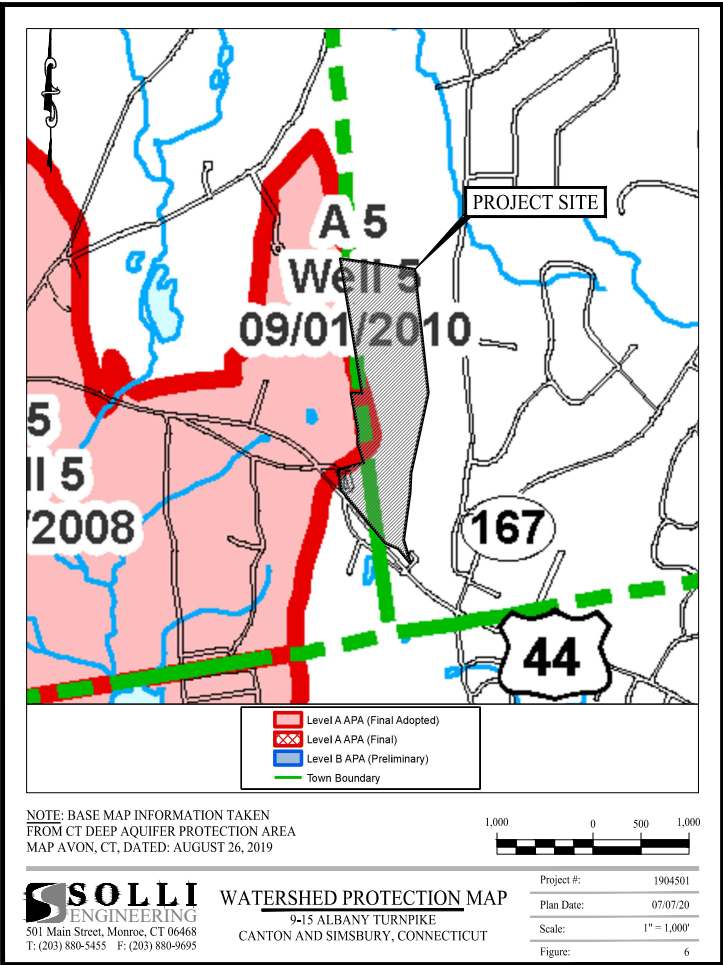 PROJECT SITE
A 5
Well 5
09/01/2010
5
ll 5
/2008
167
44
Level A APA (Final Adopted)
Level A APA (Final)
Level B APA (Preliminary)
Town Boundary
NOTE: BASE MAP INFORMATION TAKEN
FROM CT DEEP AQUIFER PROTECTION AREA
MAP AVON, CT, DATED: AUGUST 26, 2019
1,000 0 500 1,000
SOLLI
ENGINEERING
501 Main Street, Monroe, CT 06468
T: (203) 880-5455 F: (203) 880-9695
WATERSHED PROTECTION MAP
9-15 ALBANY TURNPIKE
CANTON AND SIMSBURY, CONNECTICUT
Project #: 1904501
Plan Date: 07/07/20
Scale: 1" = 1,000'
Figure: 6